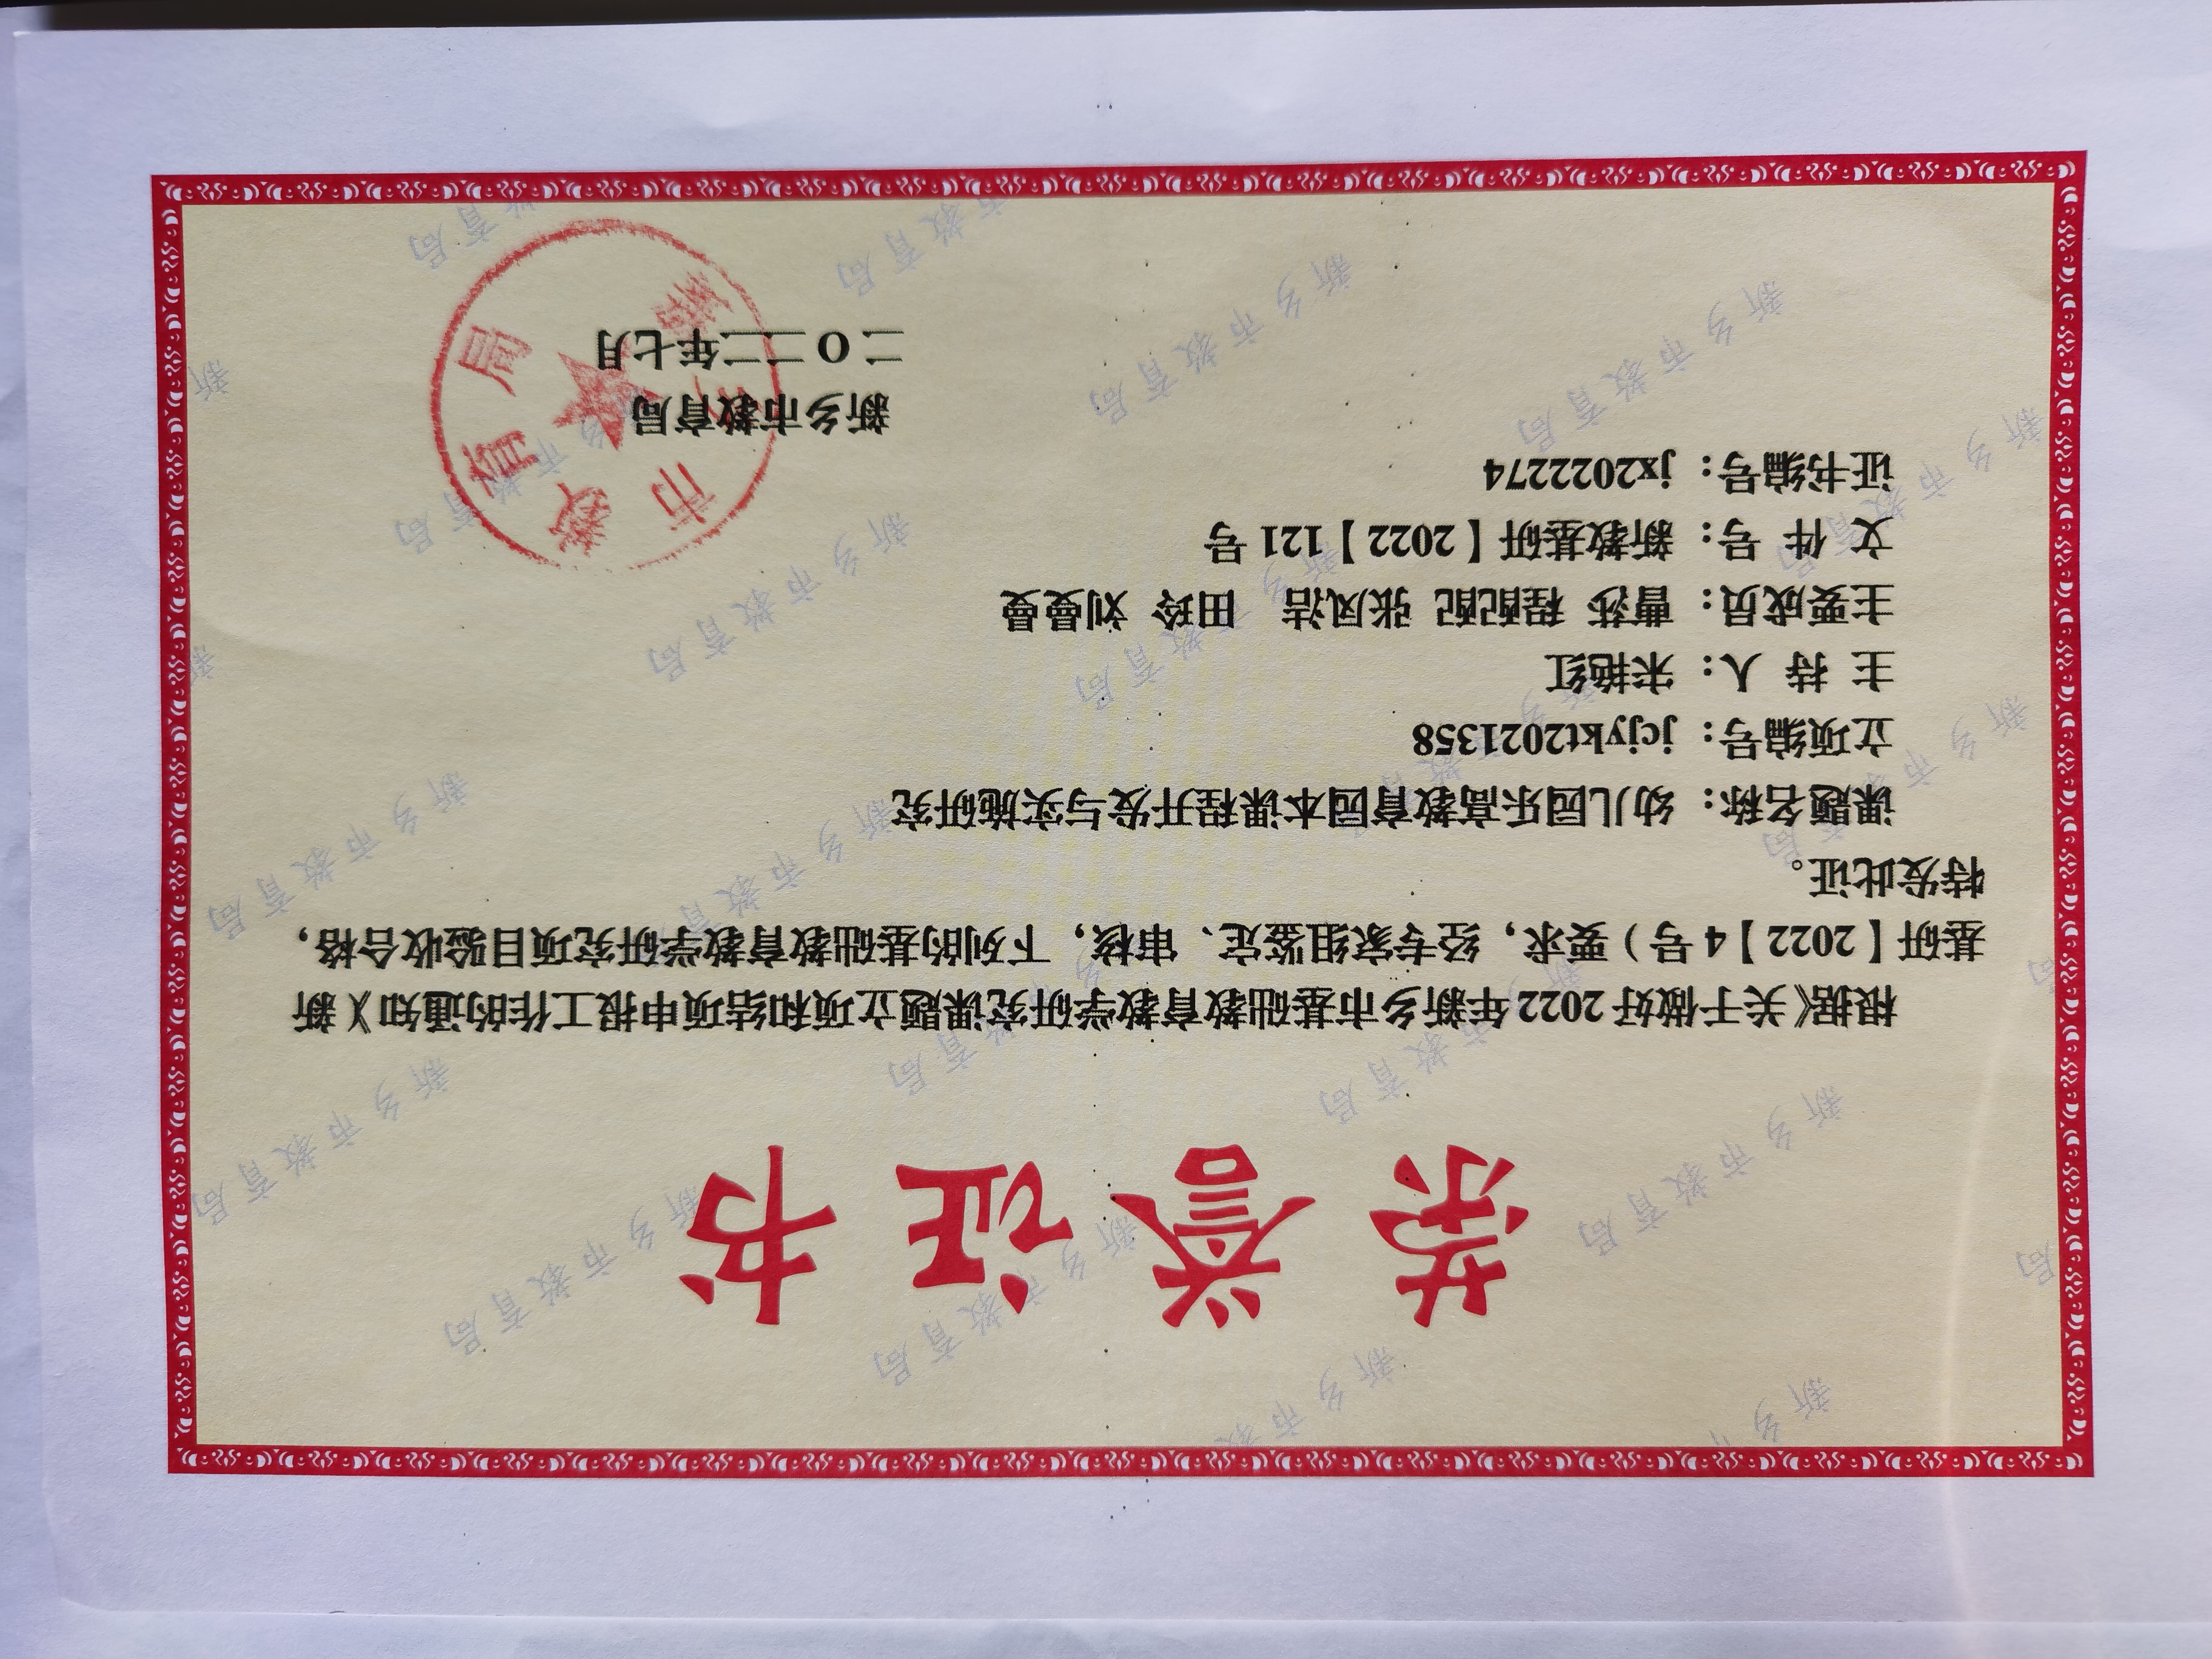 荣誉证书
根据《关于做好2022年新乡市基础教育教学研究课题立项和结项申报工作的通知》(新
基研【2022】4号)要求，经专家组鉴定、审核，下列的基础教育教学研究项目验收合格，
特发此证。
课题名称：幼儿园乐高教育园本课程开发与实施研究
立项编号：jcjykt2021358
主 持 人：宋艳红
主要成员：曹莎 程配配 张凤洁 田玲 刘曼曼
文 件 号：新教基研【2022】121号
证书编号：jx2022274
新乡市教育局
二O二二年七月